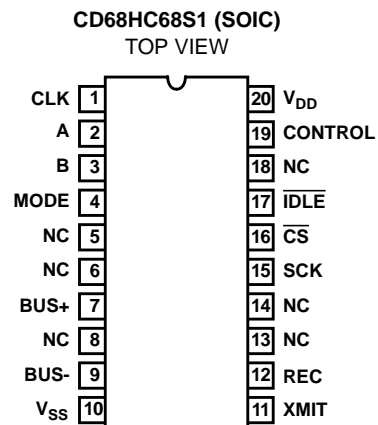 CD68HC68S1 (SOIC)
TOP VIEW
CLK 1 20 VDD
A 2 19 CONTROL
B 3 18 NC
MODE 4 17 IDLE
NC 5 16 CS
NC 6 15 SCK
BUS+ 7 14 NC
NC 8 13 NC
BUS- 9 12 REC
VSS 10 11 XMIT